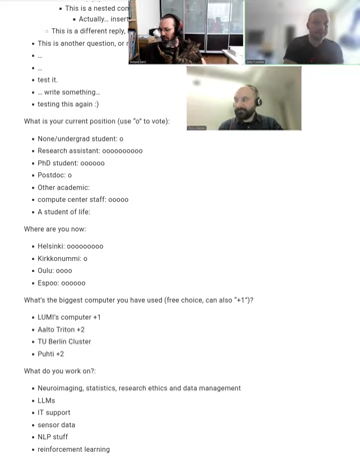 This is a nested con
Actually… insert
This is a different reply,
This is another question, or
…
…
test it.
… write something…
testing this again :)
What is your current position (use "o" to vote):
None/undergrad student: o
Research assistant: oooooooooo
PhD student: oooooo
Postdoc: o
Other academic:
compute center staff: ooooo
A student of life:
Where are you now:
Helsinki: ooooooooo
Kirkkonummi: o
Oulu: oooo
Espoo: oooooo
What's the biggest computer you have used (free choice, can also "+1")?
LUMI's computer +1
Aalto Triton +2
TU Berlin Cluster
Puhti +2
What do you work on?:
Neuroimaging, statistics, research ethics and data management
LLMs
IT support
sensor data
NLP stuff
reinforcement learning